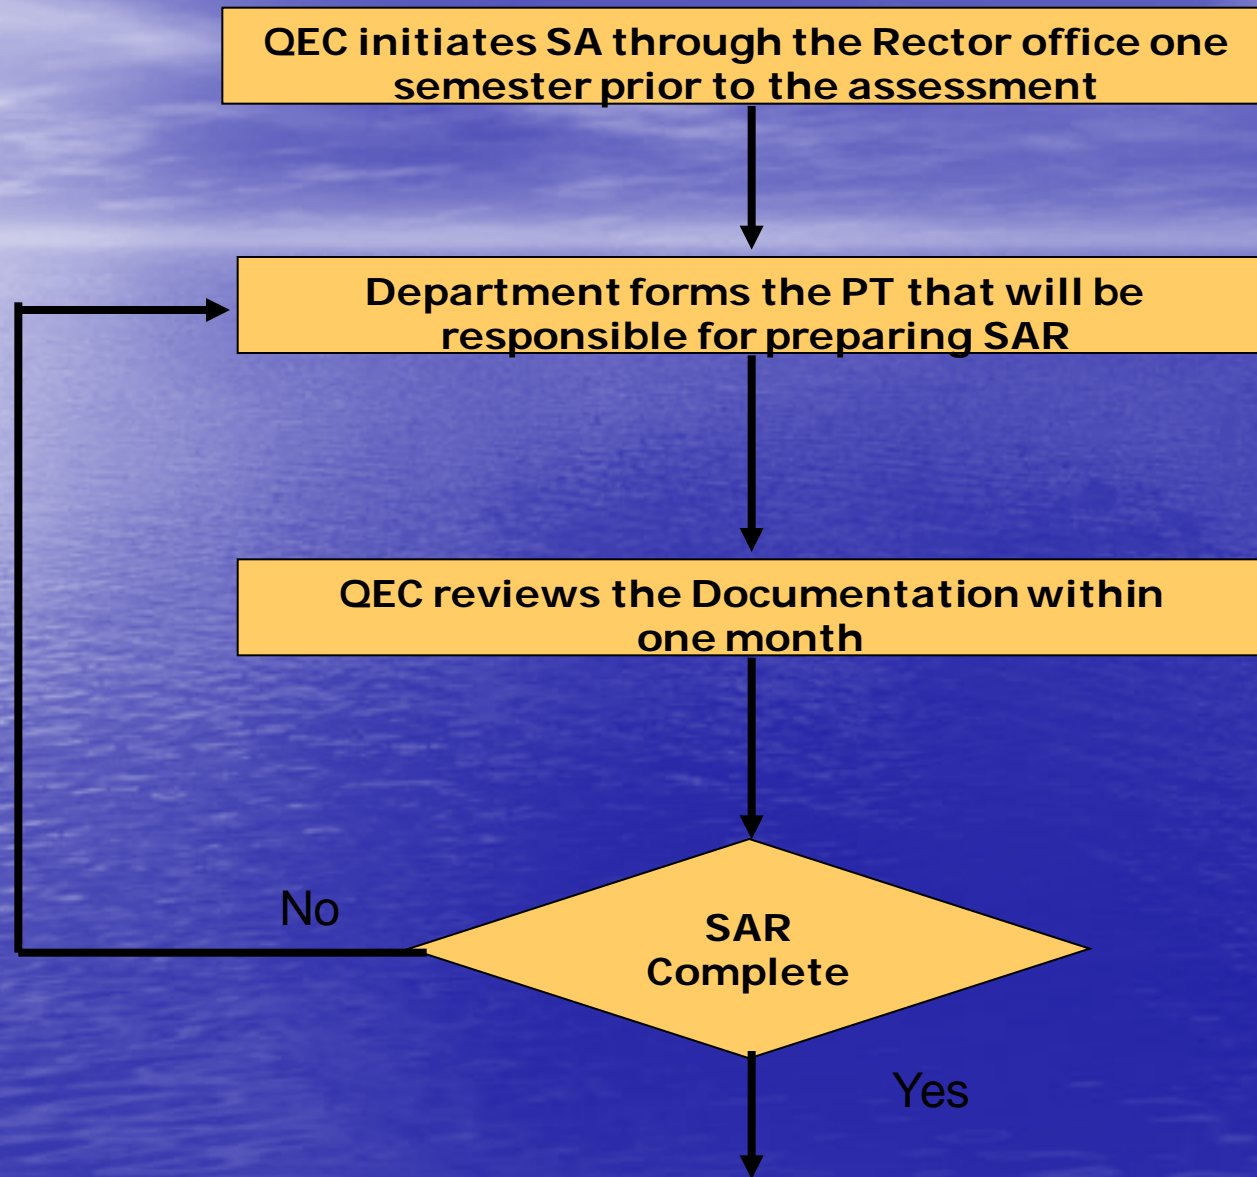 QEC initiates SA through the Rector office one
semester prior to the assessment
Department forms the PT that will be
responsible for preparing SAR
QEC reviews the Documentation within
one month
No
SAR
Complete
Yes